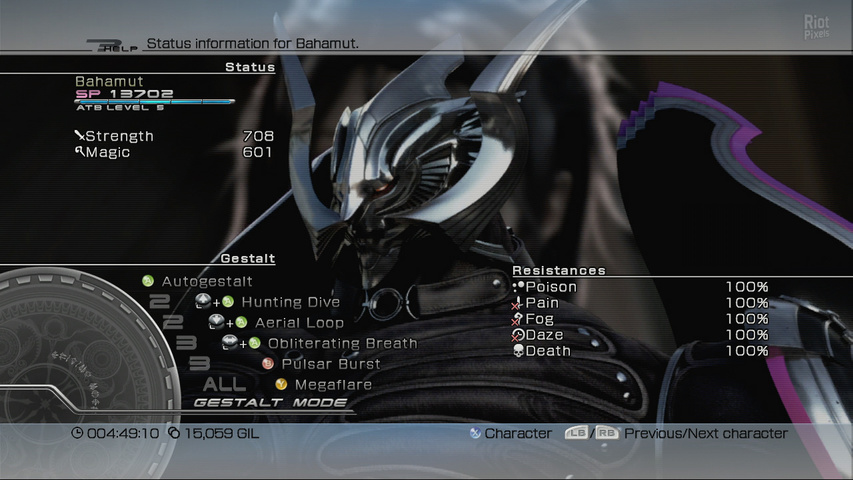 Riot Pixels
HELP Status information for Bahamut.
Status
Bahamut
SP 13702
ATB LEVEL 5
Strength 708
Magic 601
Gestalt
Autogestalt
2 + Hunting Dive
2 + Aerial Loop
3 + Obliterating Breath
3 B Pulsar Burst
ALL Y Megaflare
GESTALT MODE
Resistances
Poison 100%
Pain 100%
Fog 100%
Daze 100%
Death 100%
004:49:10 15,059 GIL
Character LB / RB Previous/Next character